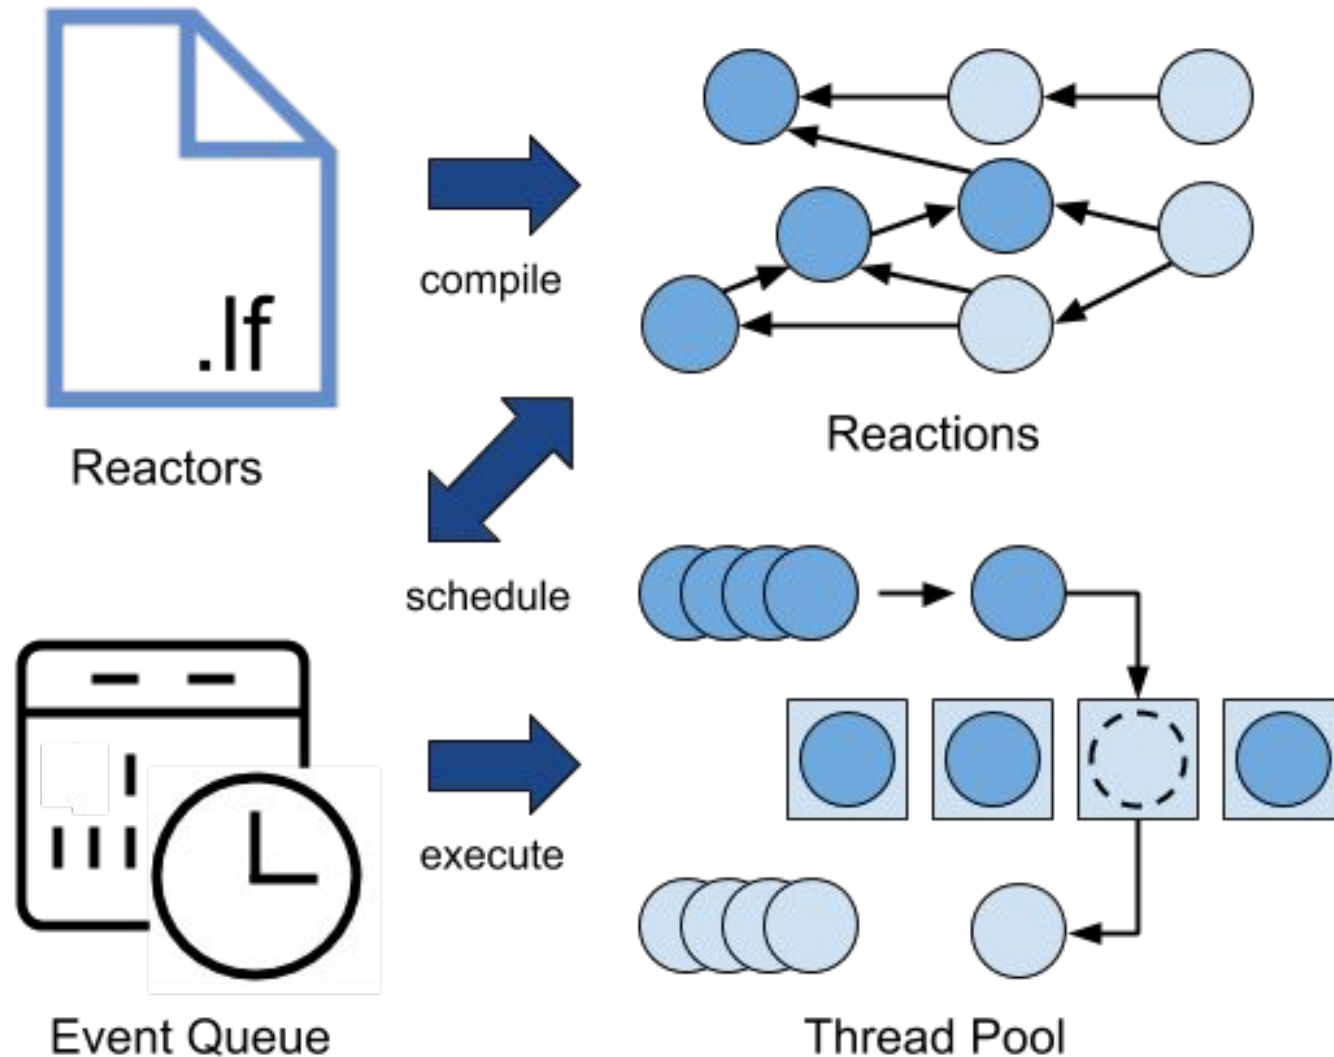 .lf
Reactors
compile
Reactions
schedule
execute
Event Queue
Thread Pool